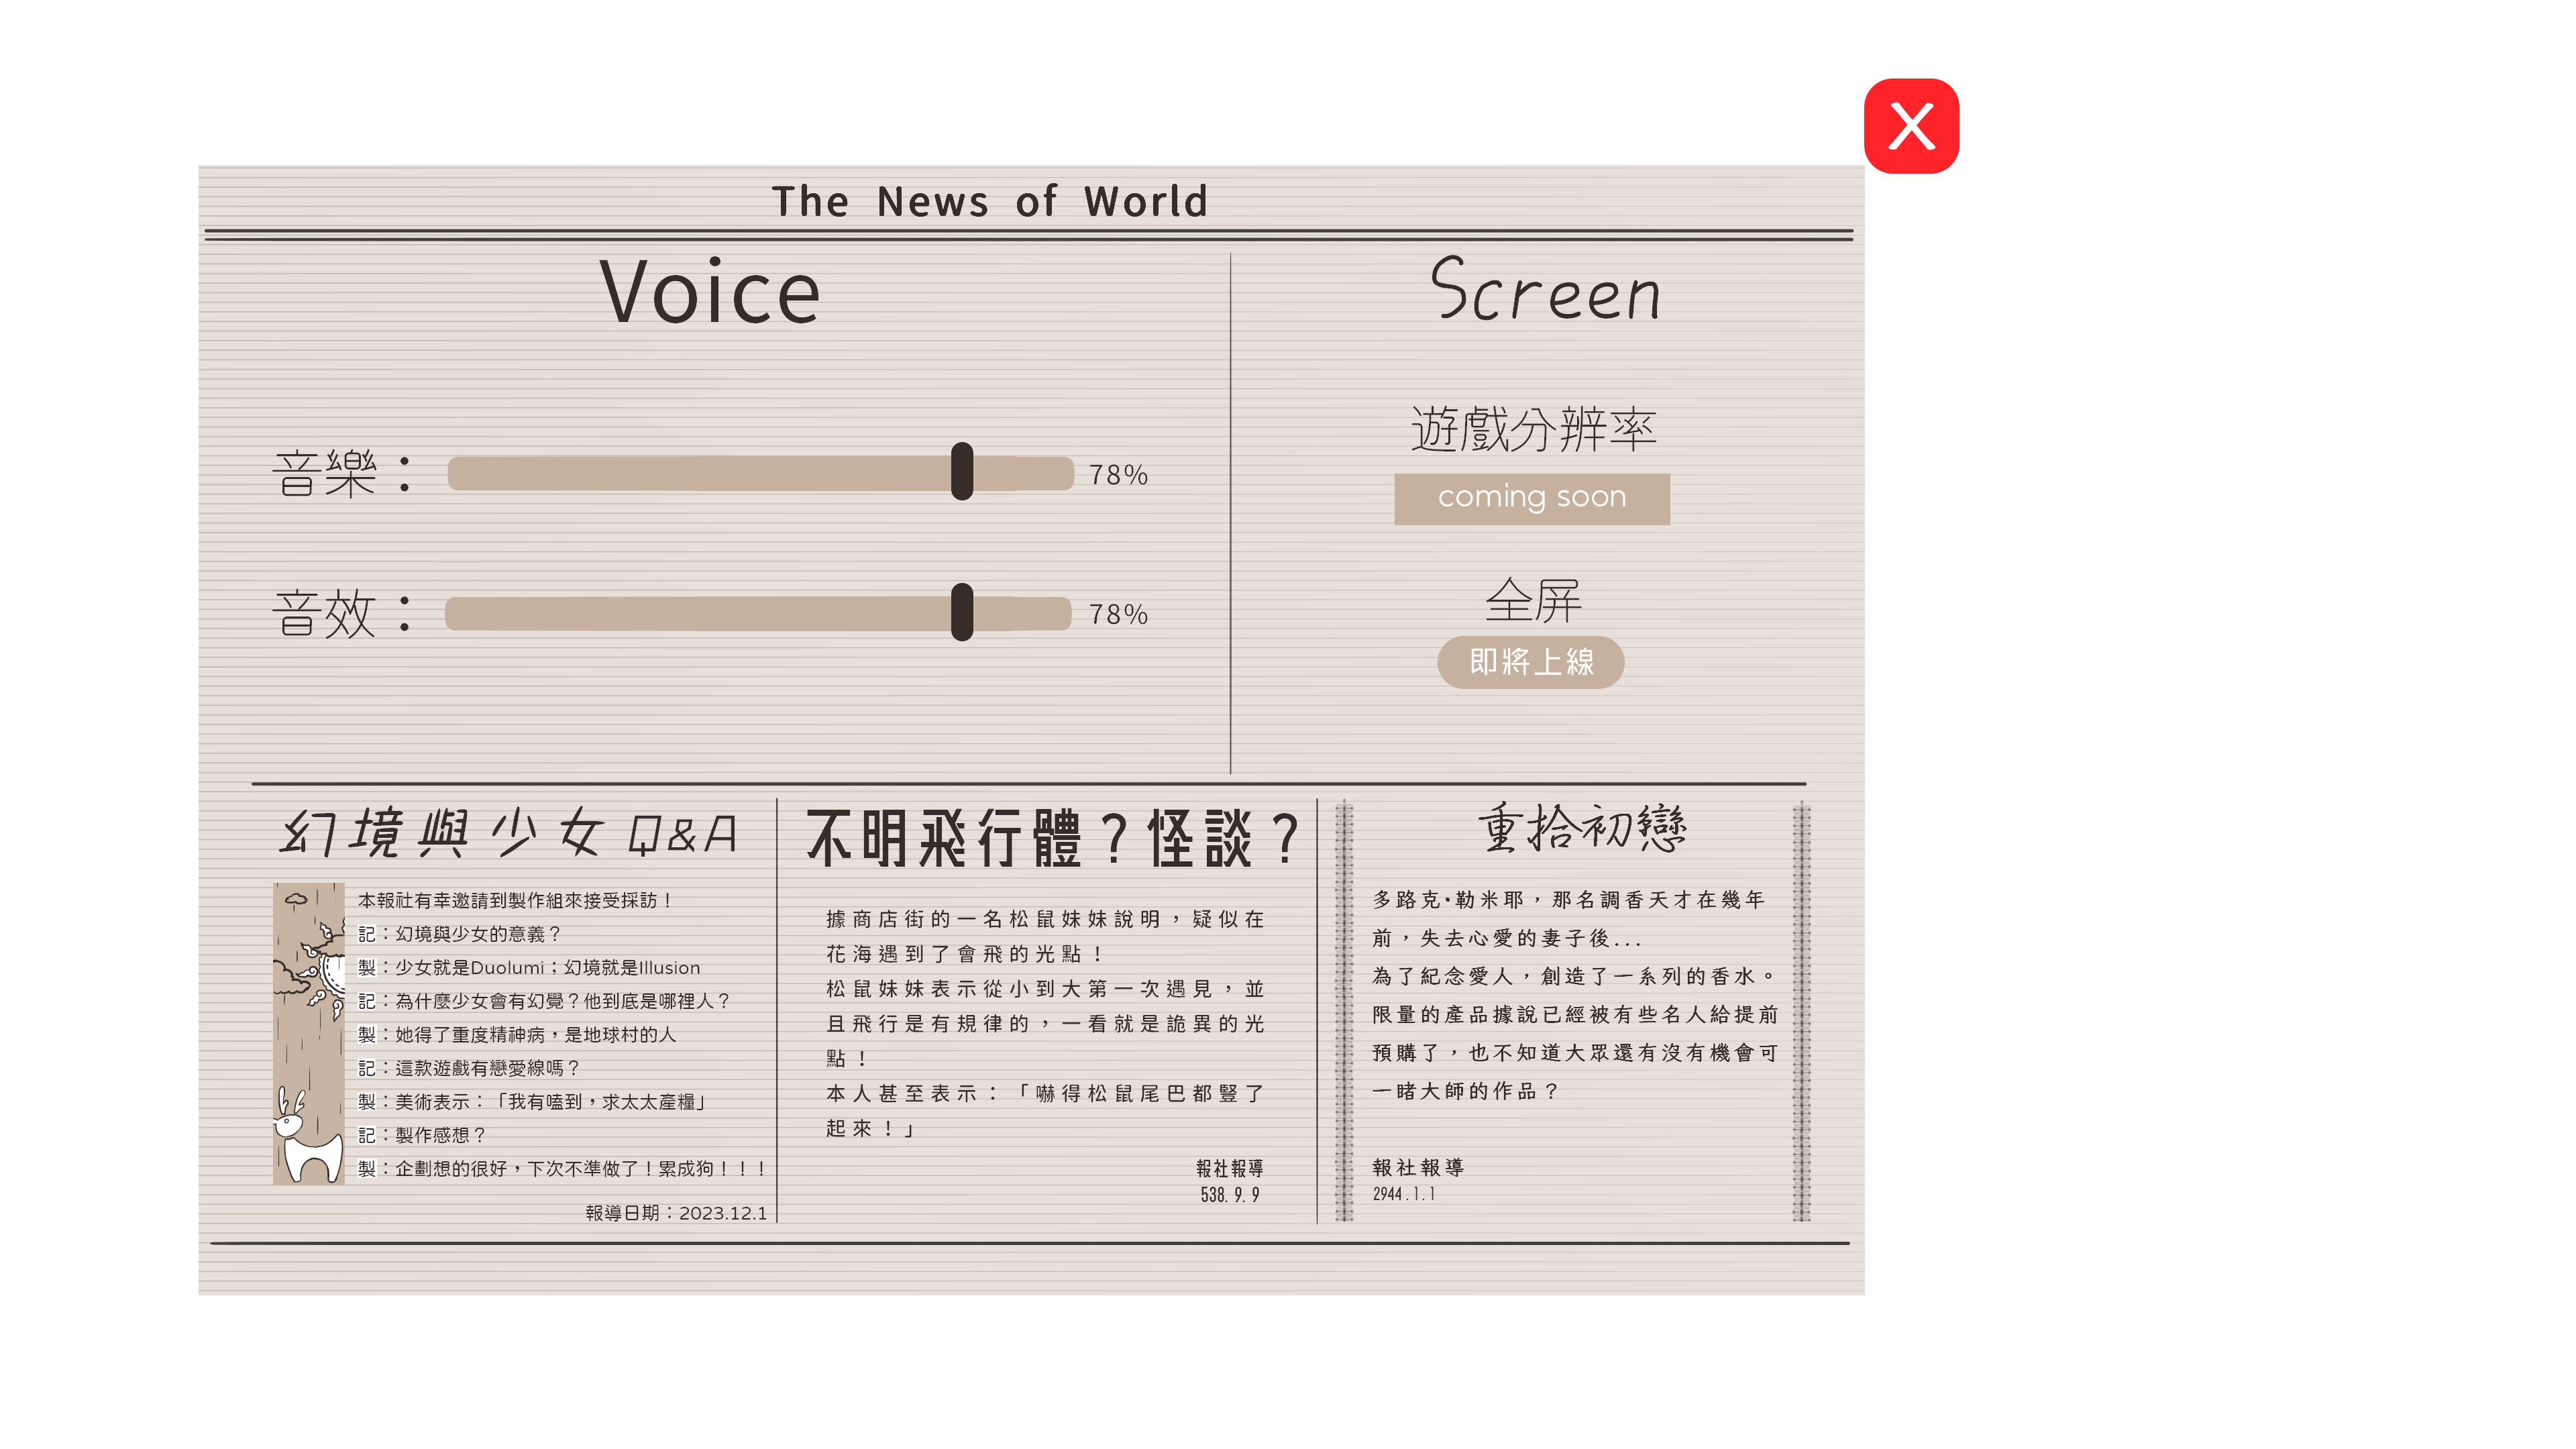 X
The News of World
Voice
音樂：
78%
音效：
78%
Screen
遊戲分辨率
coming soon
全屏
即將上線
幻境與少女Q&A
本報社有幸邀請到製作組來接受採訪！
記：幻境與少女的意義？
製：少女就是Duolumi；幻境就是Illusion
記：為什麼少女會有幻覺？他到底是哪裡人？
製：她得了重度精神病，是地球村的人
記：這款遊戲有戀愛線嗎？
製：美術表示：「我有嗑到，求太太產糧」
記：製作感想？
製：企劃想的很好，下次不準做了！累成狗！！！
報導日期：2023.12.1
不明飛行體？怪談？
據商店街的一名松鼠妹妹說明，疑似在
花海遇到了會飛的光點！
松鼠妹妹表示從小到大第一次遇見，並
且飛行是有規律的，一看就是詭異的光
點！
本人甚至表示：「嚇得松鼠尾巴都豎了
起來！」
報社報導
538.9.9
重拾初戀
多路克·勒米耶，那名調香天才在幾年
前，失去心愛的妻子後...
為了紀念愛人，創造了一系列的香水。
限量的產品據說已經被有些名人給提前
預購了，也不知道大眾還有沒有機會可
一睹大師的作品？
報社報導
2944.1.1